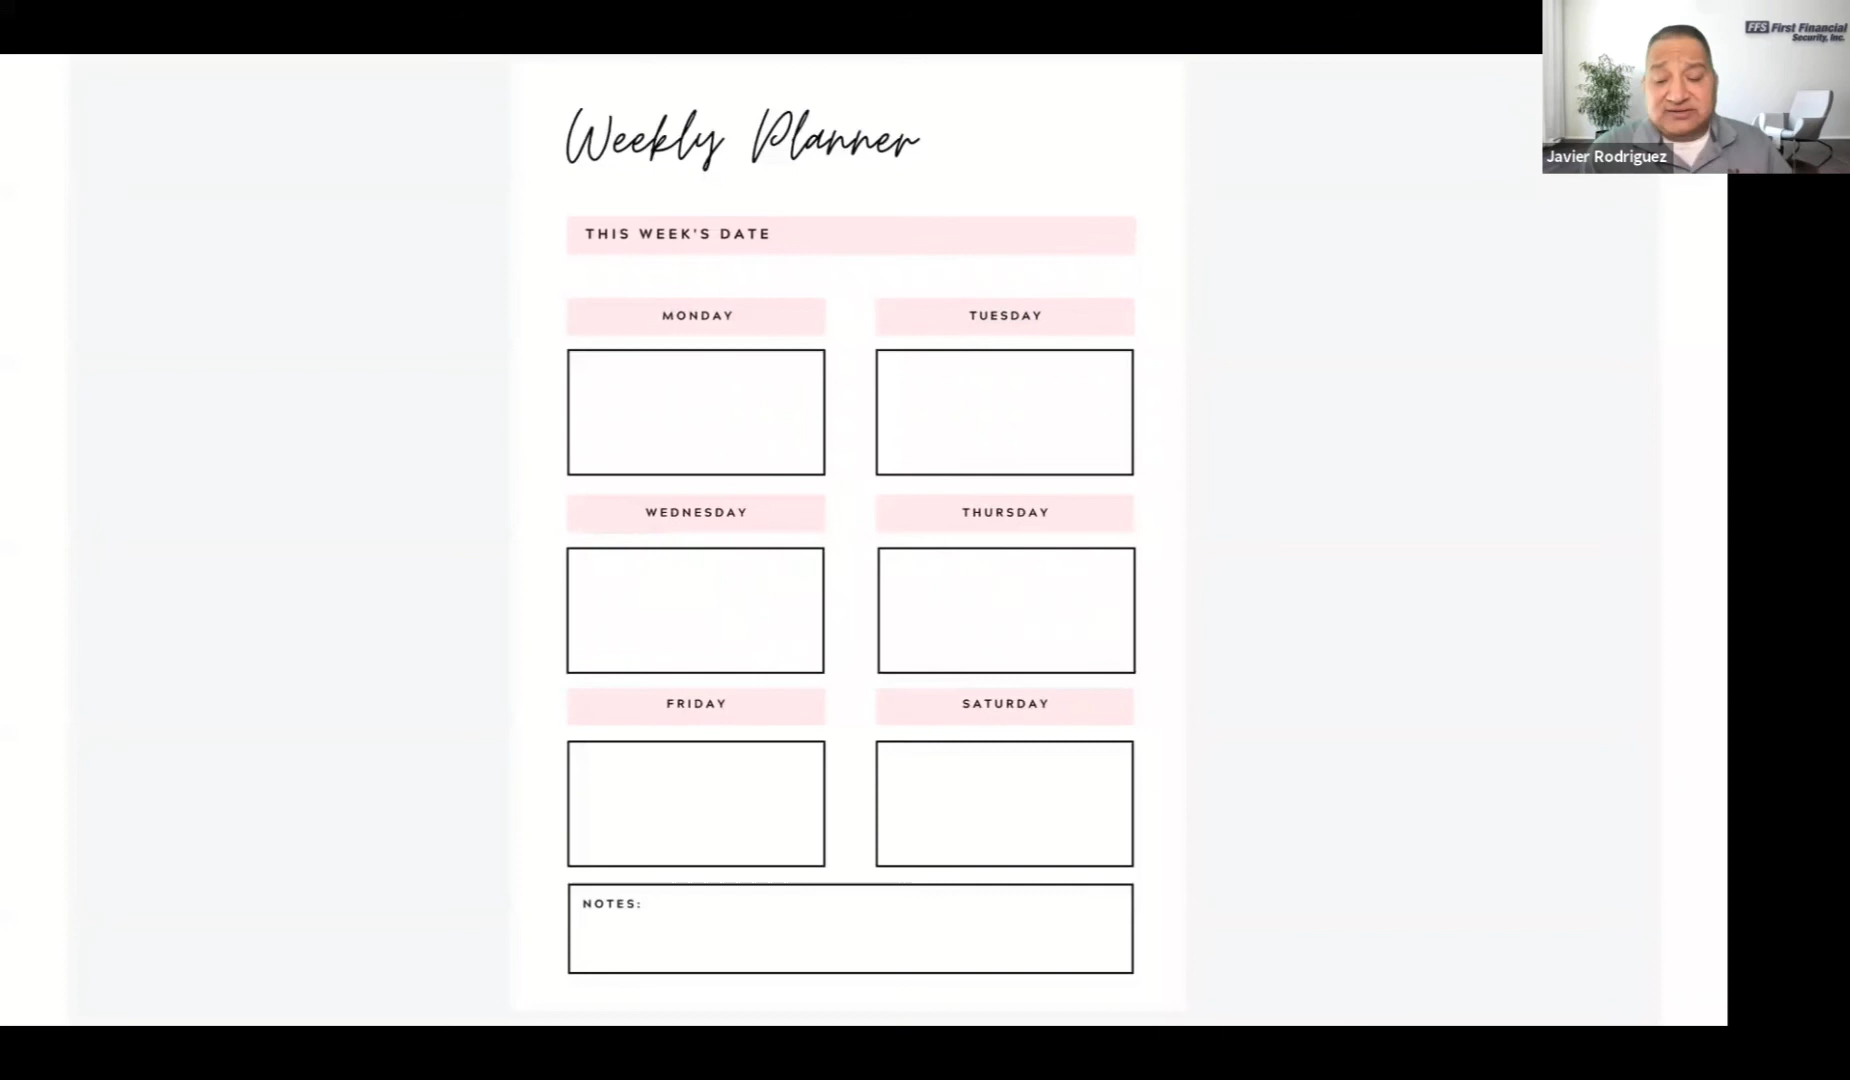 FFS First Financial
Security, Inc.
Javier Rodriguez
Weekly Planner
THIS WEEK'S DATE
MONDAY
TUESDAY
WEDNESDAY
THURSDAY
FRIDAY
SATURDAY
NOTES: